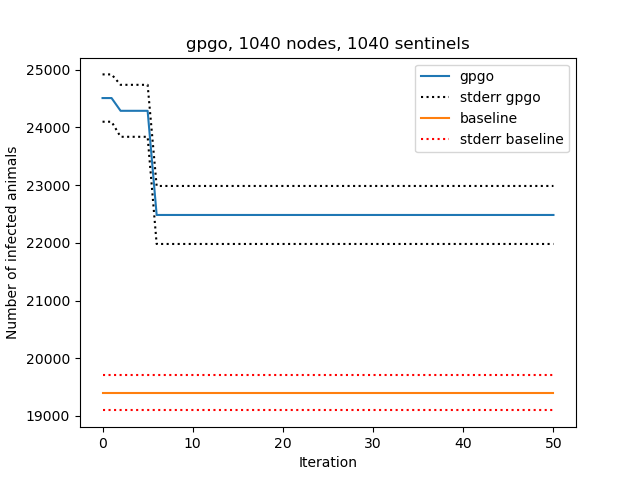 gpgo, 1040 nodes, 1040 sentinels
25000
24000
23000
22000
21000
20000
19000
Number of infected animals
gpgo
stderr gpgo
baseline
stderr baseline
0
10
20
30
40
50
Iteration